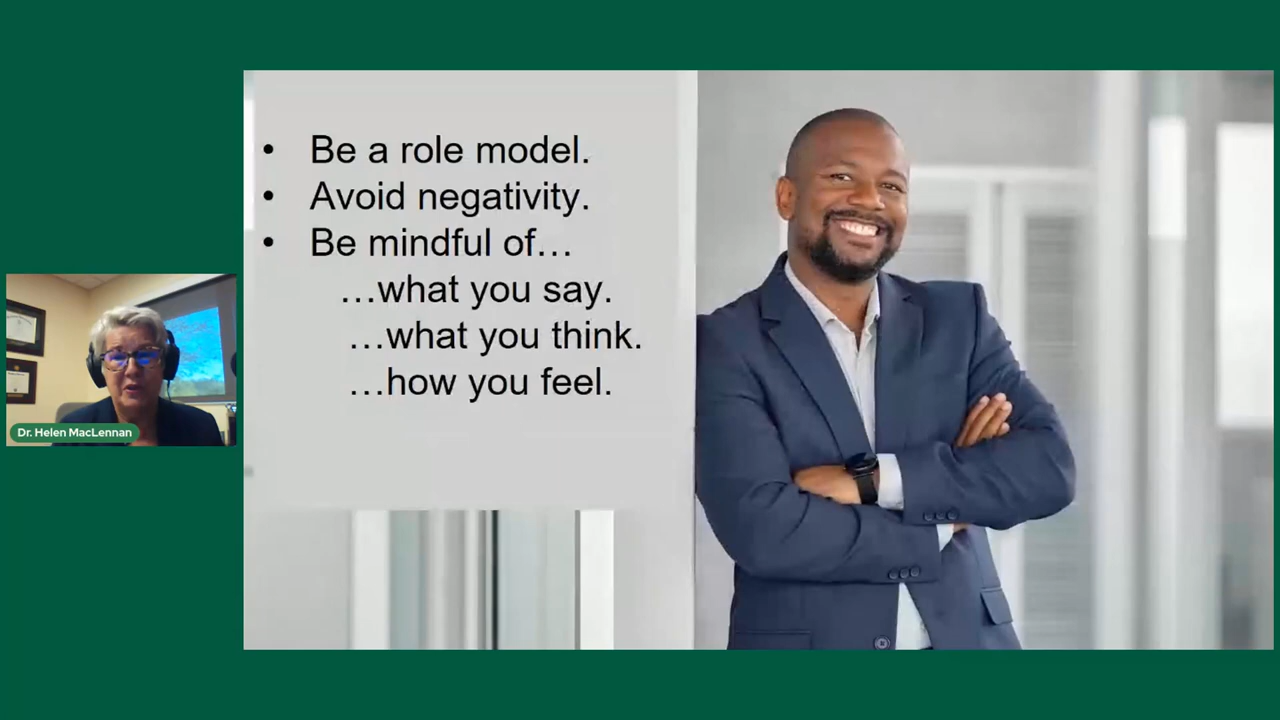 • Be a role model.
• Avoid negativity.
• Be mindful of…
…what you say.
…what you think.
…how you feel.
Dr. Helen MacLennan